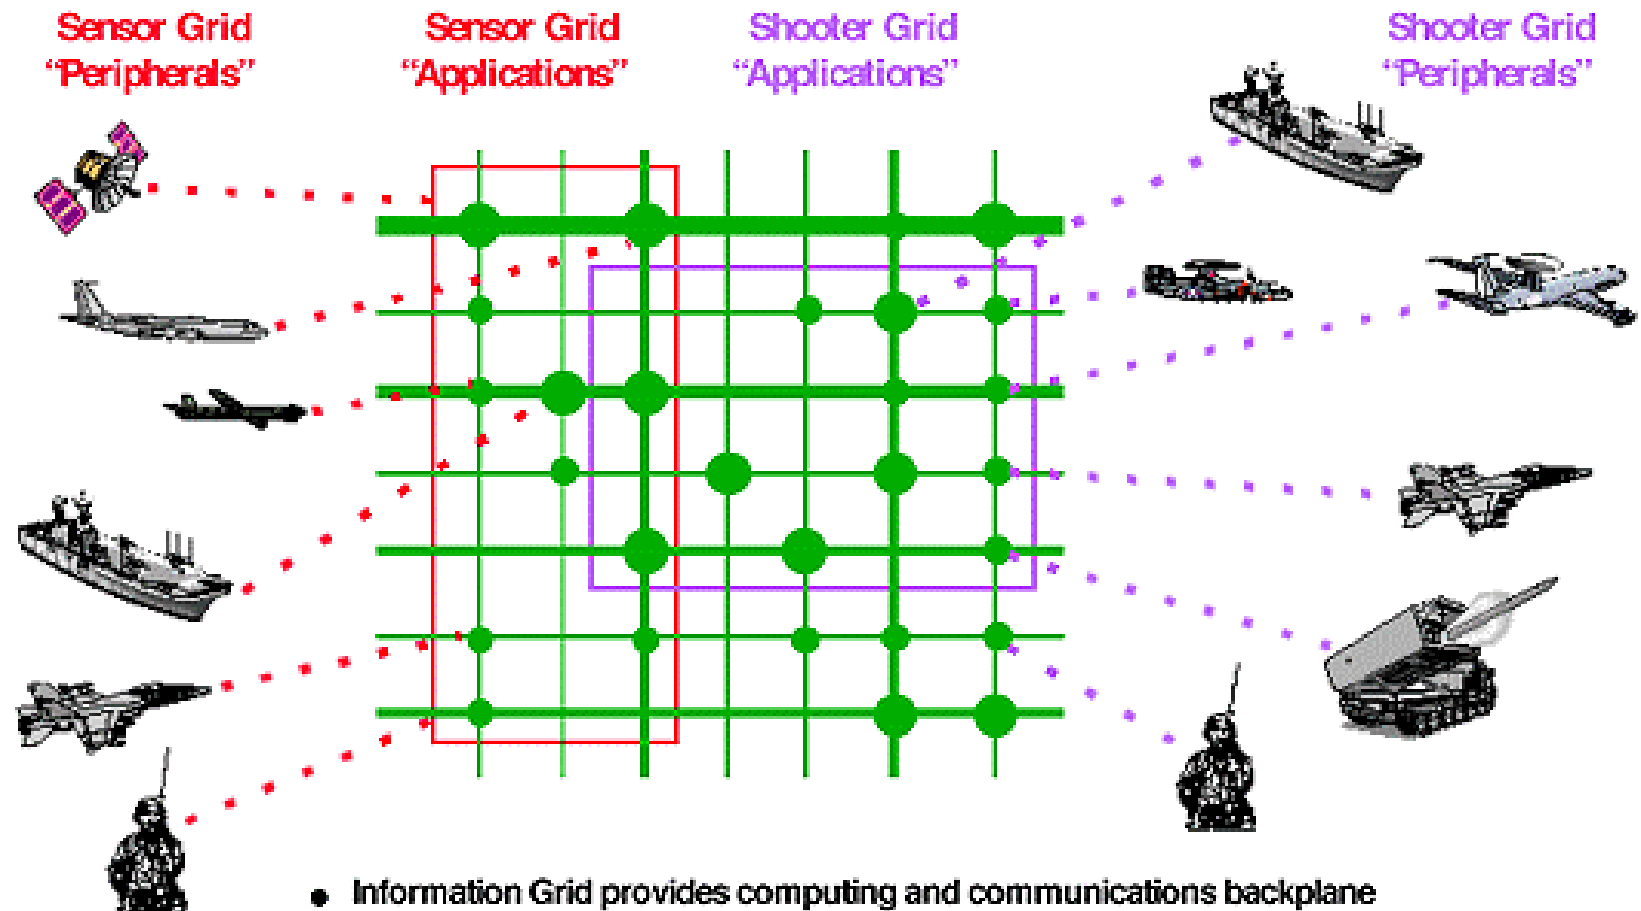 Sensor Grid
“Peripherals”
Sensor Grid
“Applications”
Shooter Grid
“Applications”
Shooter Grid
“Peripherals”
• Information Grid provides computing and communications backplane